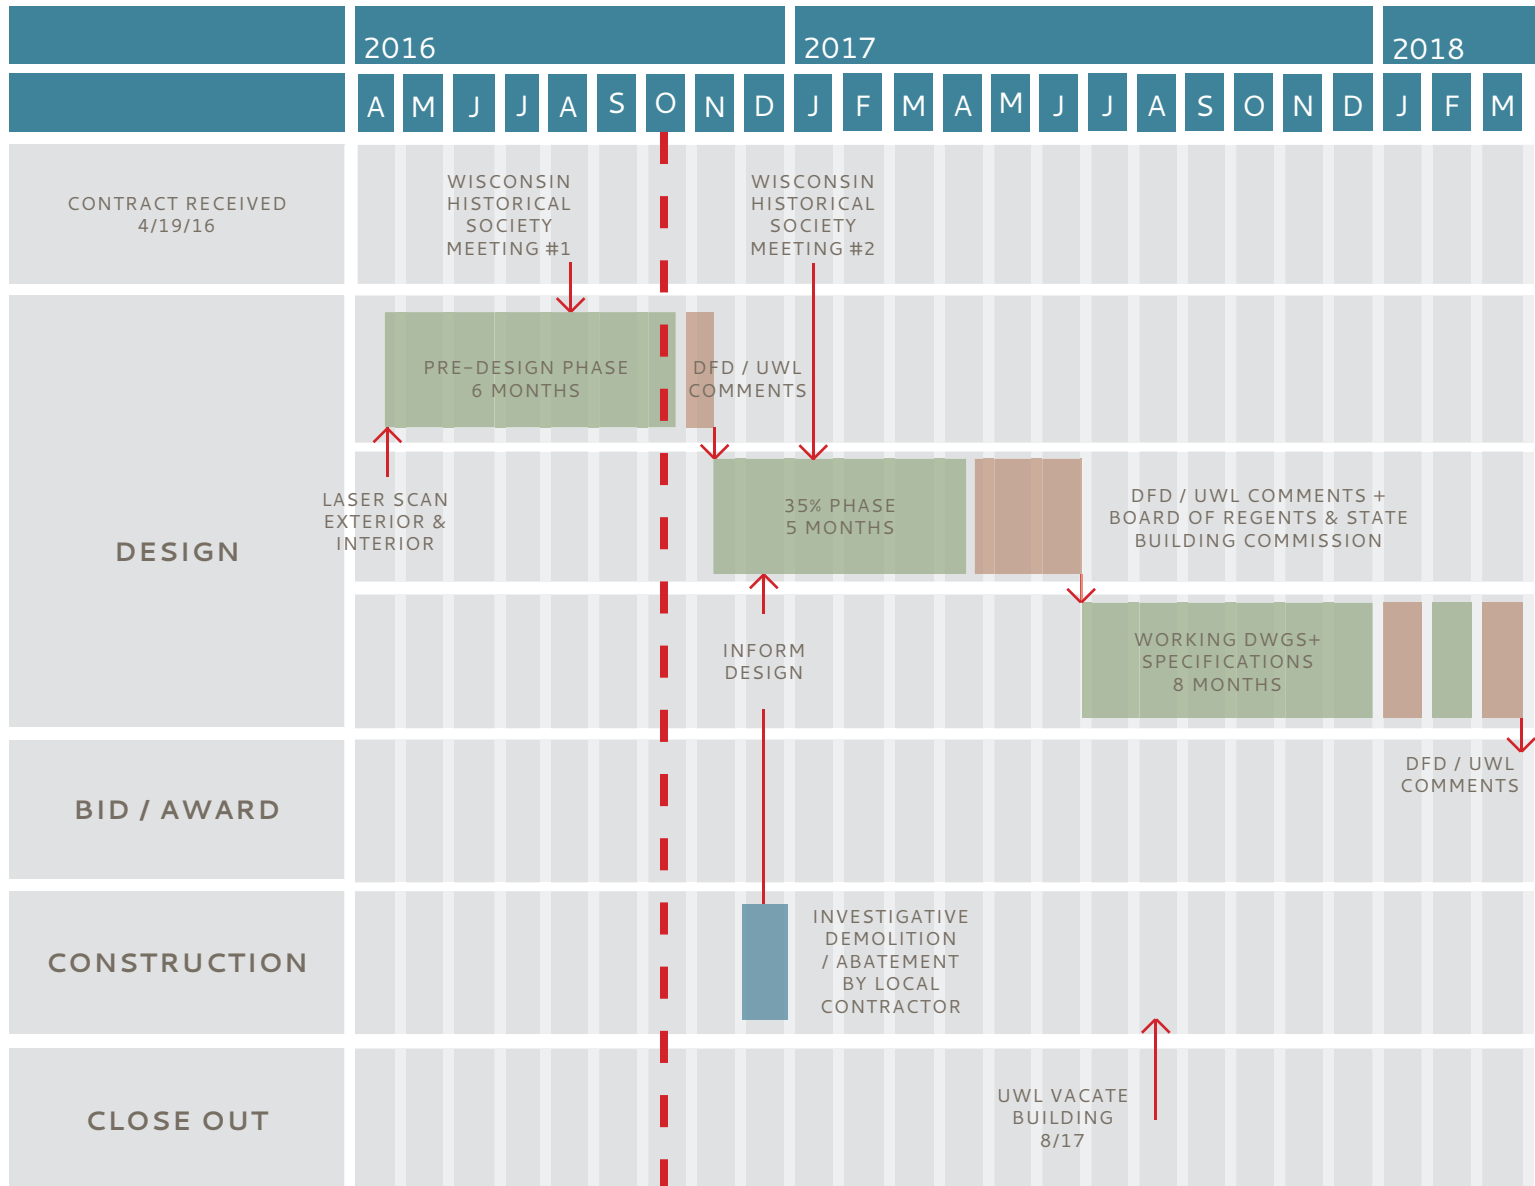 2016
2017
2018
A M J J A S O N D J F M A M J J A S O N D J F M
CONTRACT RECEIVED
4/19/16
WISCONSIN
HISTORICAL
SOCIETY
MEETING #1
WISCONSIN
HISTORICAL
SOCIETY
MEETING #2
DESIGN
PRE-DESIGN PHASE
6 MONTHS
DFD / UWL
COMMENTS
LASER SCAN
EXTERIOR &
INTERIOR
35% PHASE
5 MONTHS
DFD / UWL COMMENTS +
BOARD OF REGENTS & STATE
BUILDING COMMISSION
INFORM
DESIGN
WORKING DWGS+
SPECIFICATIONS
8 MONTHS
DFD / UWL
COMMENTS
BID / AWARD
CONSTRUCTION
INVESTIGATIVE
DEMOLITION
/ ABATEMENT
BY LOCAL
CONTRACTOR
CLOSE OUT
UWL VACATE
BUILDING
8/17